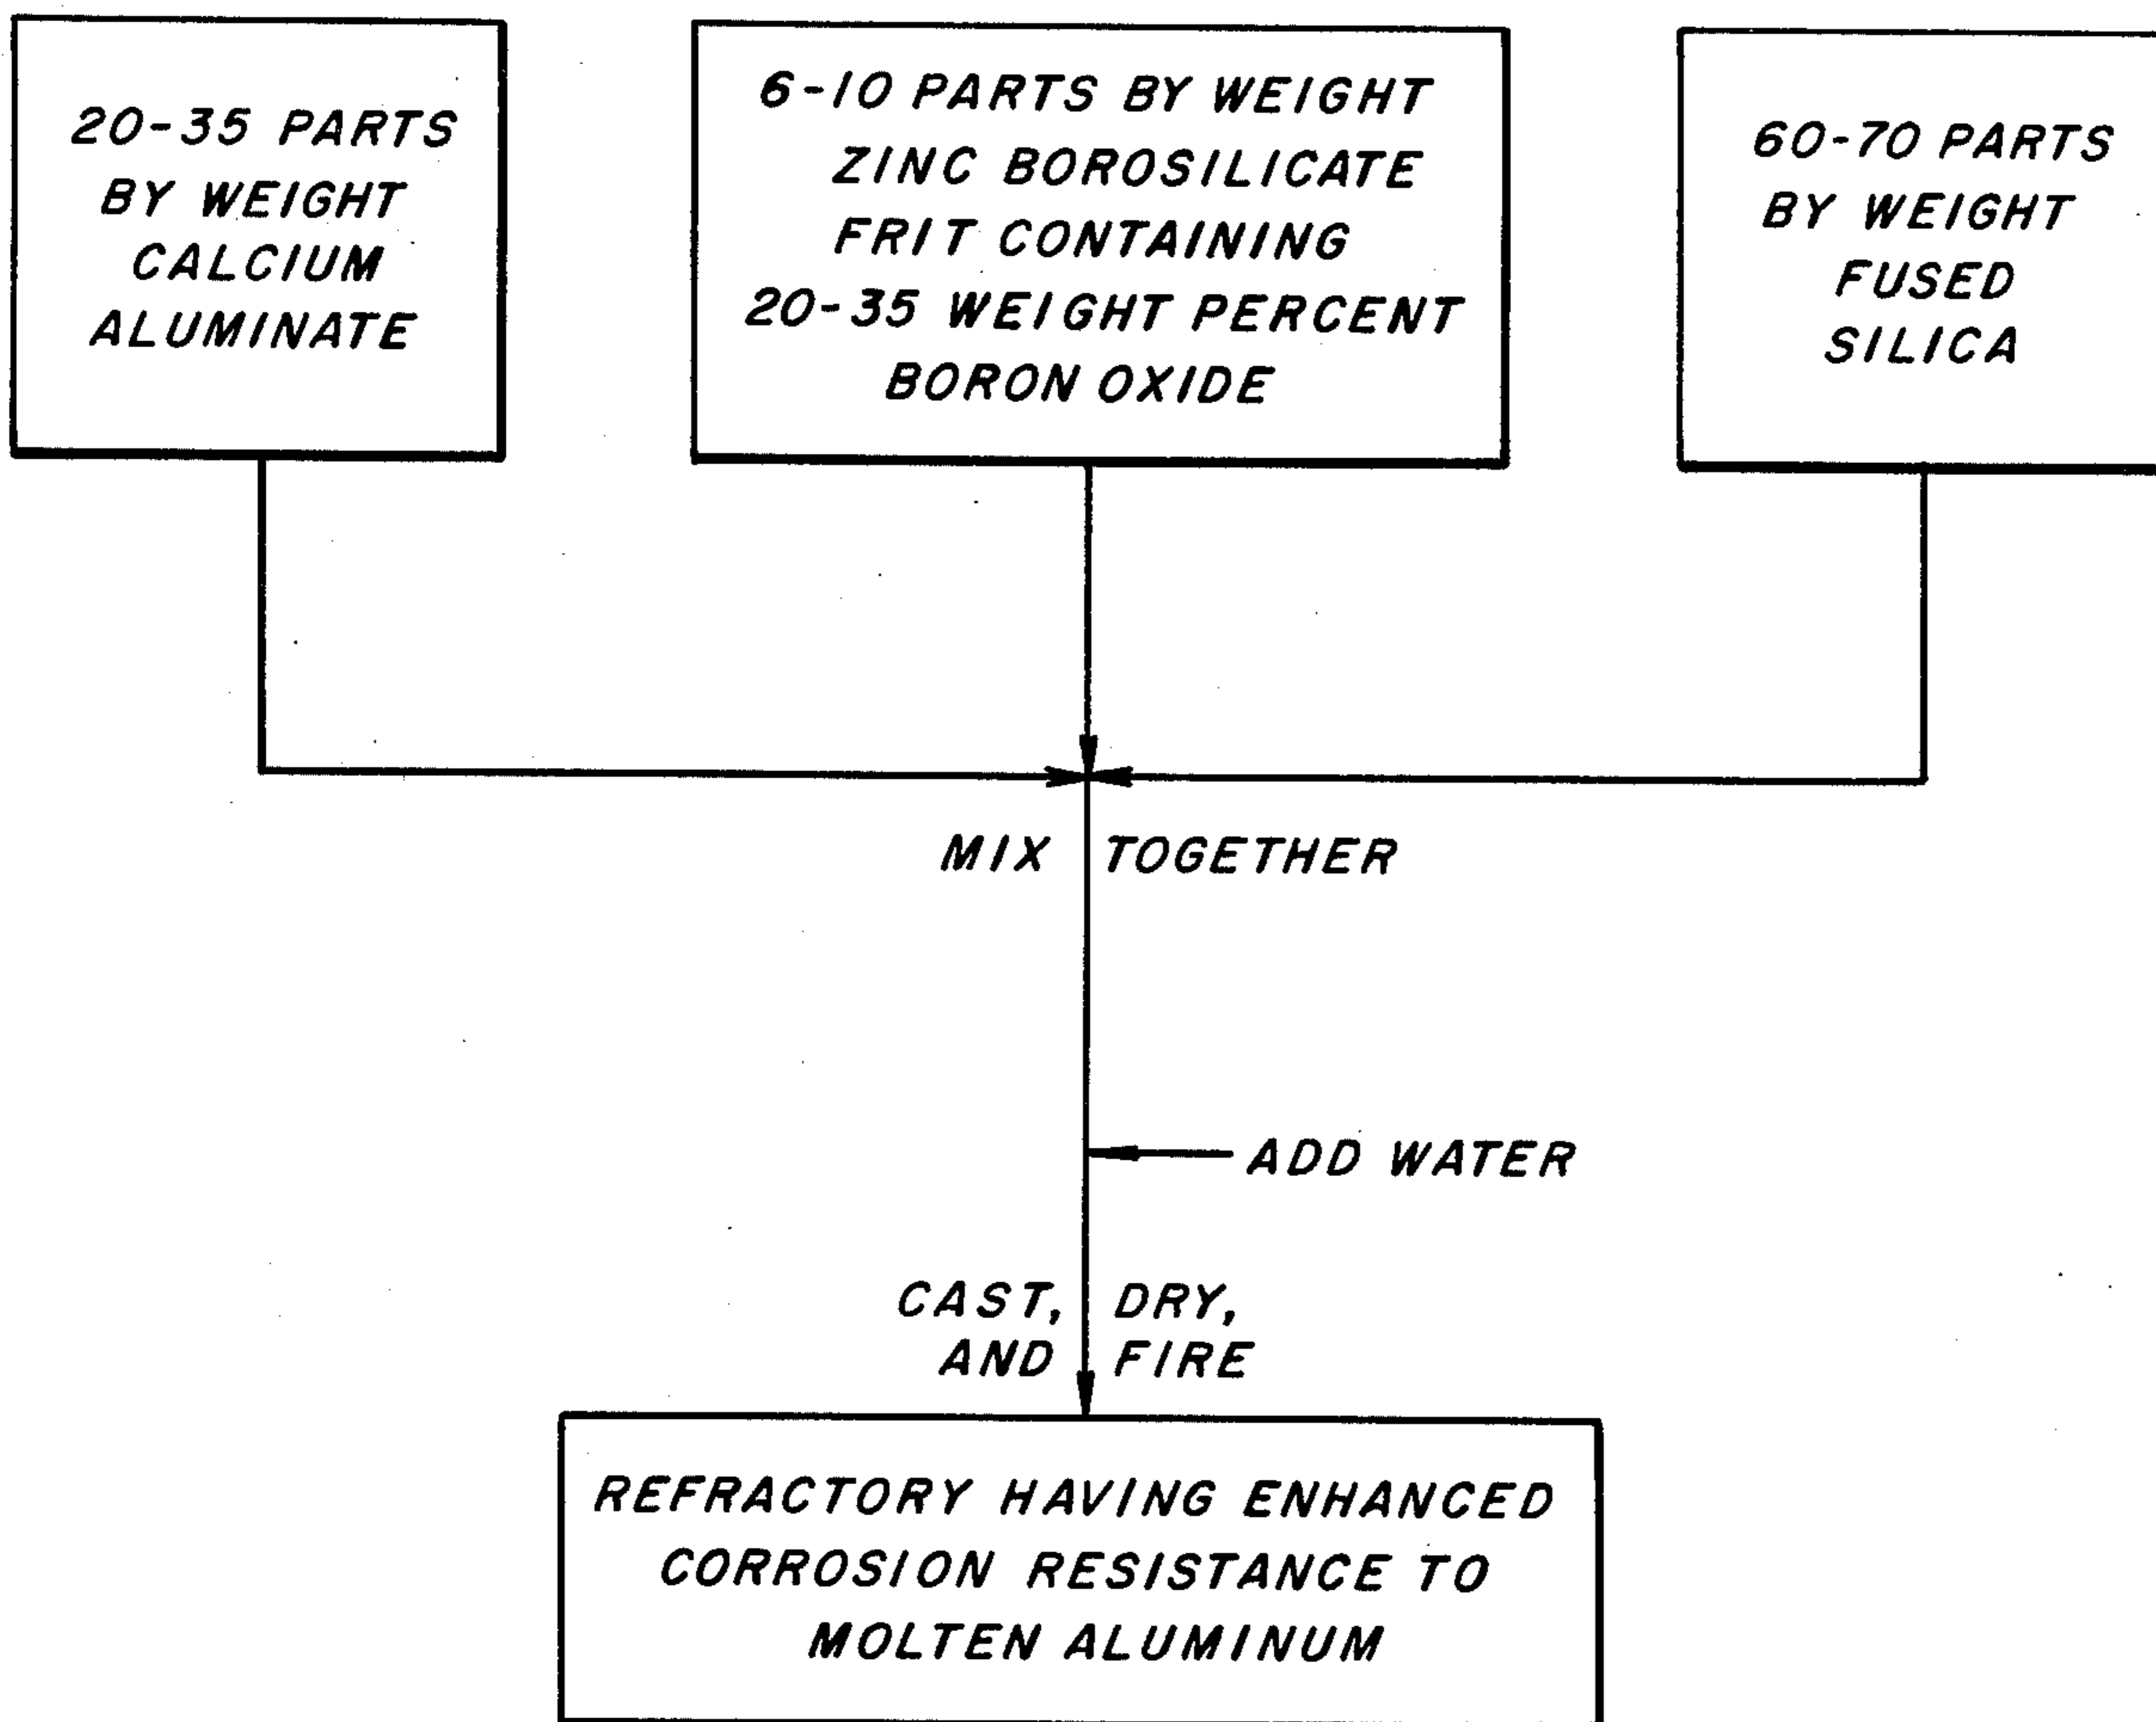 20-35 PARTS
BY WEIGHT
CALCIUM
ALUMINATE
6-10 PARTS BY WEIGHT
ZINC BOROSILICATE
FRIT CONTAINING
20-35 WEIGHT PERCENT
BORON OXIDE
60-70 PARTS
BY WEIGHT
FUSED
SILICA
MIX TOGETHER
ADD WATER
CAST, DRY,
AND FIRE
REFRACTORY HAVING ENHANCED
CORROSION RESISTANCE TO
MOLTEN ALUMINUM